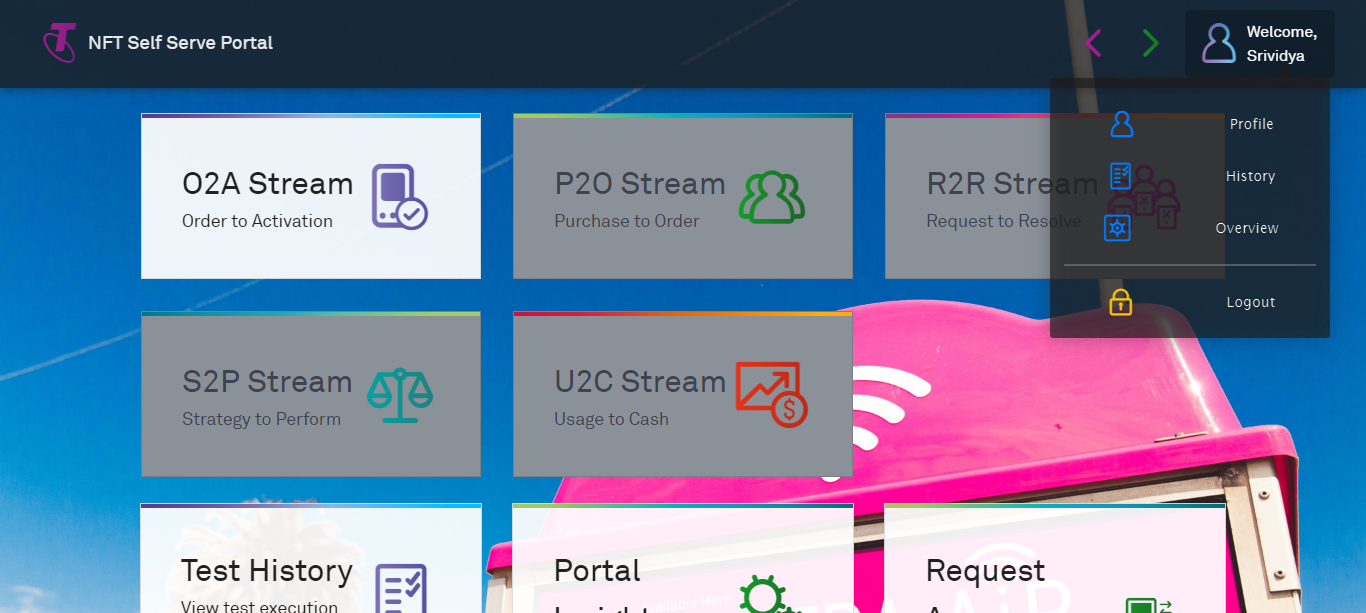 NFT Self Serve Portal
Welcome,
Srividya
Profile
History
Overview
Logout
O2A Stream
Order to Activation
P2O Stream
Purchase to Order
R2R Stream
Request to Resolve
S2P Stream
Strategy to Perform
U2C Stream
Usage to Cash
Test History
View test execution
Portal
Request
Available Here